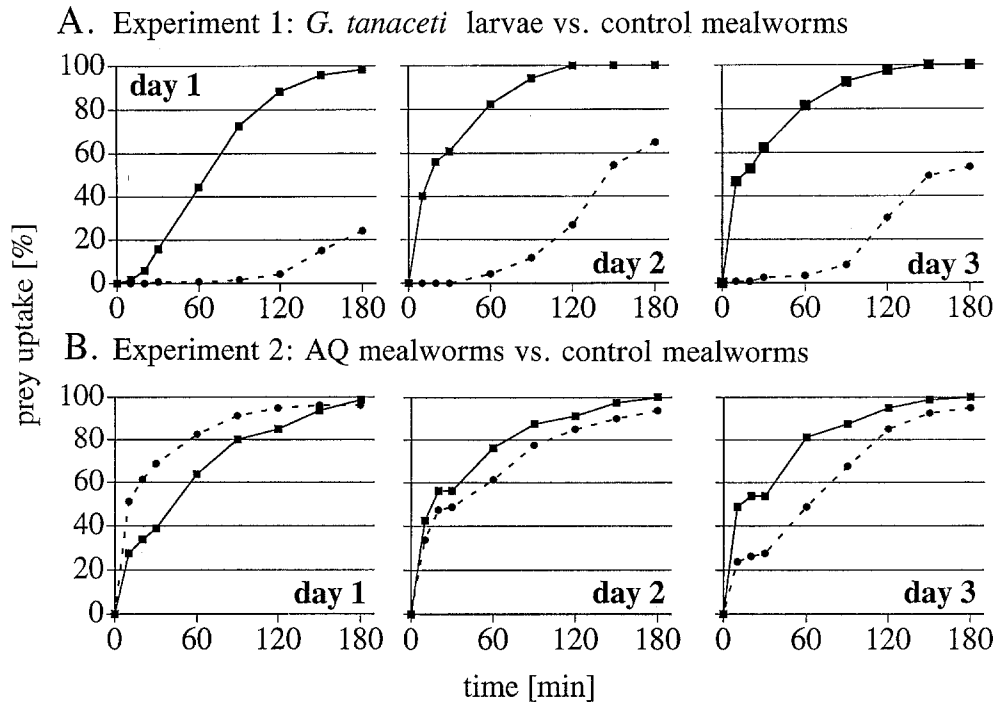 A. Experiment 1: G. tanaceti larvae vs. control mealworms
100
80
60
40
20
0
day 1
day 2
day 3
0 60 120 180
0 60 120 180
0 60 120 180
prey uptake [%]
B. Experiment 2: AQ mealworms vs. control mealworms
100
80
60
40
20
0
day 1
day 2
day 3
0 60 120 180
0 60 120 180
0 60 120 180
time [min]